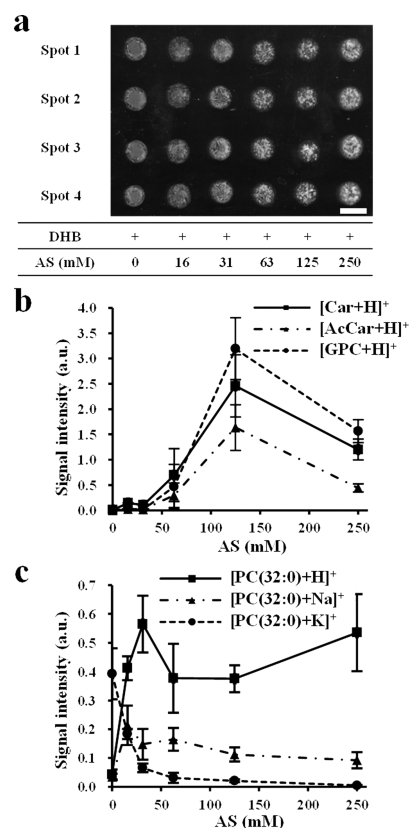 a
Spot 1
Spot 2
Spot 3
Spot 4
DHB + + + + + +
AS (mM) 0 16 31 63 125 250
b
[Car+H]+
[AcCar+H]+
[GPC+H]+
Signal intensity (a.u.)
4.0
3.5
3.0
2.5
2.0
1.5
1.0
0.5
0.0
0 50 100 150 200 250
AS (mM)
c
[PC(32:0)+H]+
[PC(32:0)+Na]+
[PC(32:0)+K]+
Signal intensity (a.u.)
0.7
0.6
0.5
0.4
0.3
0.2
0.1
0.0
0 50 100 150 200 250
AS (mM)